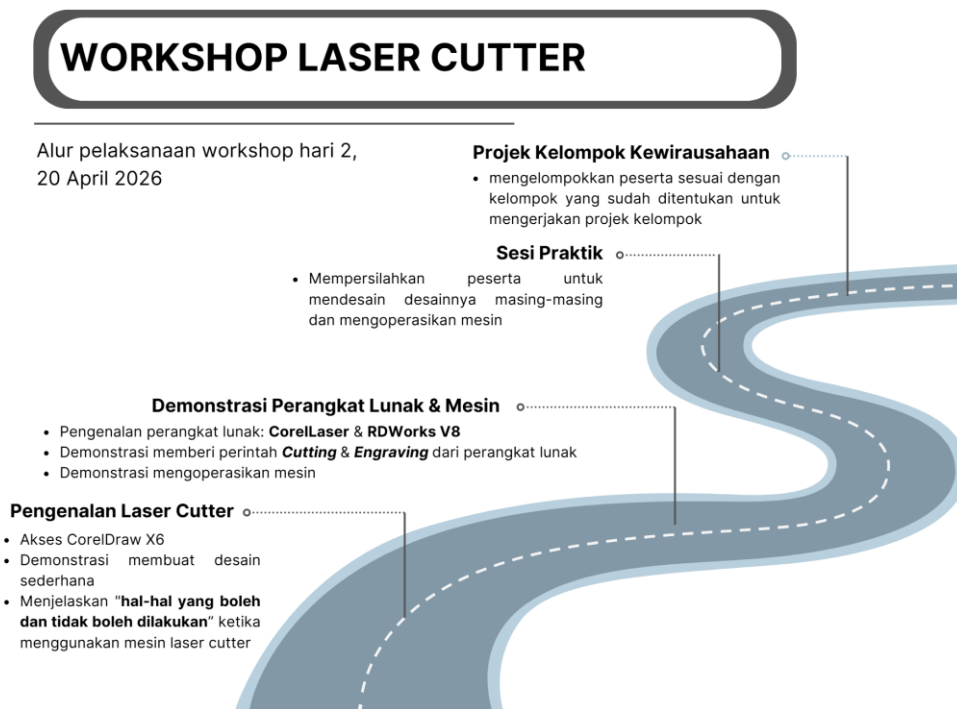 WORKSHOP LASER CUTTER
Alur pelaksanaan workshop hari 2,
20 April 2026
Projek Kelompok Kewirausahaan
• mengelompokkan peserta sesuai dengan
kelompok yang sudah ditentukan untuk
mengerjakan projek kelompok
Sesi Praktik
• Mempersilahkan peserta untuk
mendesain desainnya masing-masing
dan mengoperasikan mesin
Demonstrasi Perangkat Lunak & Mesin
• Pengenalan perangkat lunak: CorelLaser & RDWorks V8
• Demonstrasi memberi perintah Cutting & Engraving dari perangkat lunak
• Demonstrasi mengoperasikan mesin
Pengenalan Laser Cutter
• Akses CorelDraw X6
• Demonstrasi membuat desain
sederhana
• Menjelaskan "hal-hal yang boleh
dan tidak boleh dilakukan" ketika
menggunakan mesin laser cutter